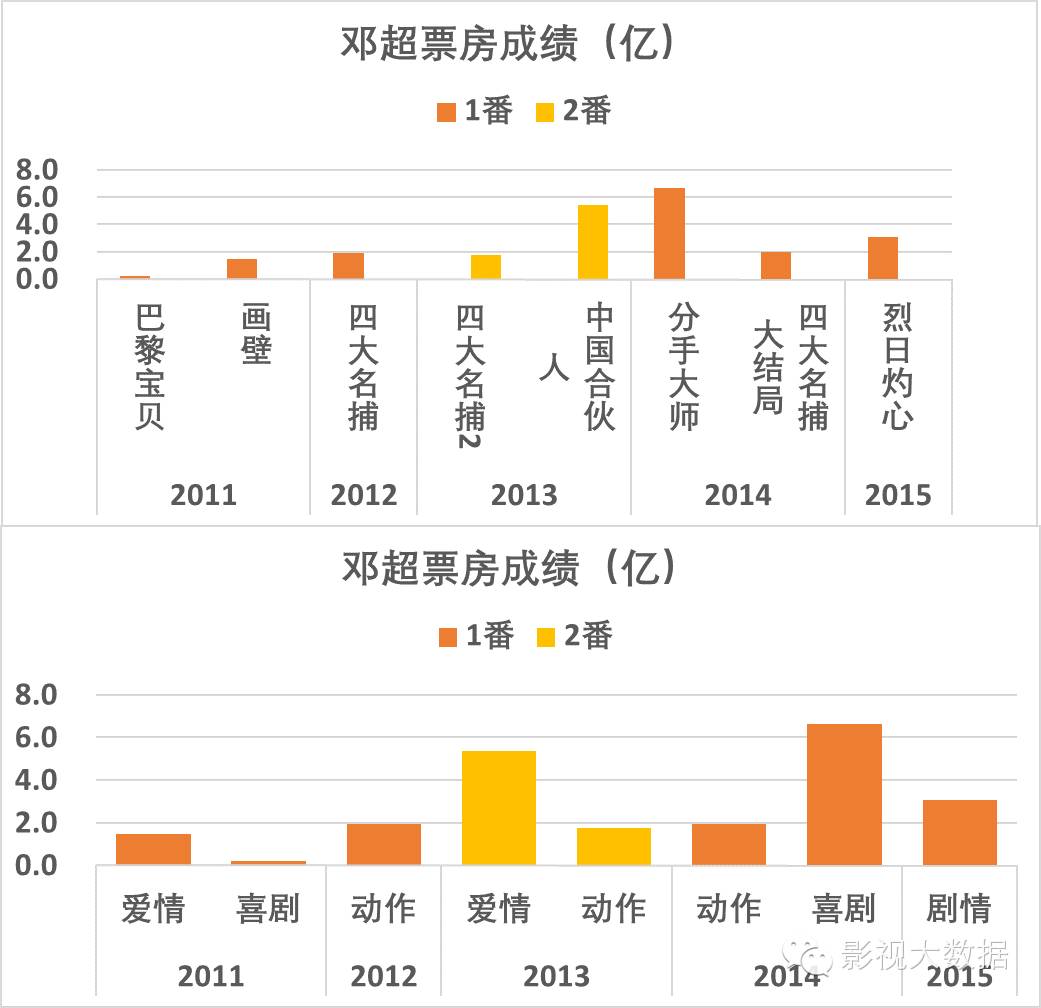 邓超票房成绩（亿）
1番 2番
8.0
6.0
4.0
2.0
0.0
巴黎宝贝
画壁
四大名捕
四大名捕2
中国合伙人
分手大师
四大名捕大结局
烈日灼心
2011 2012 2013 2014 2015
邓超票房成绩（亿）
1番 2番
8.0
6.0
4.0
2.0
0.0
爱情 喜剧 动作 爱情 动作 动作 喜剧 剧情
2011 2012 2013 2014 2015
影视大数据